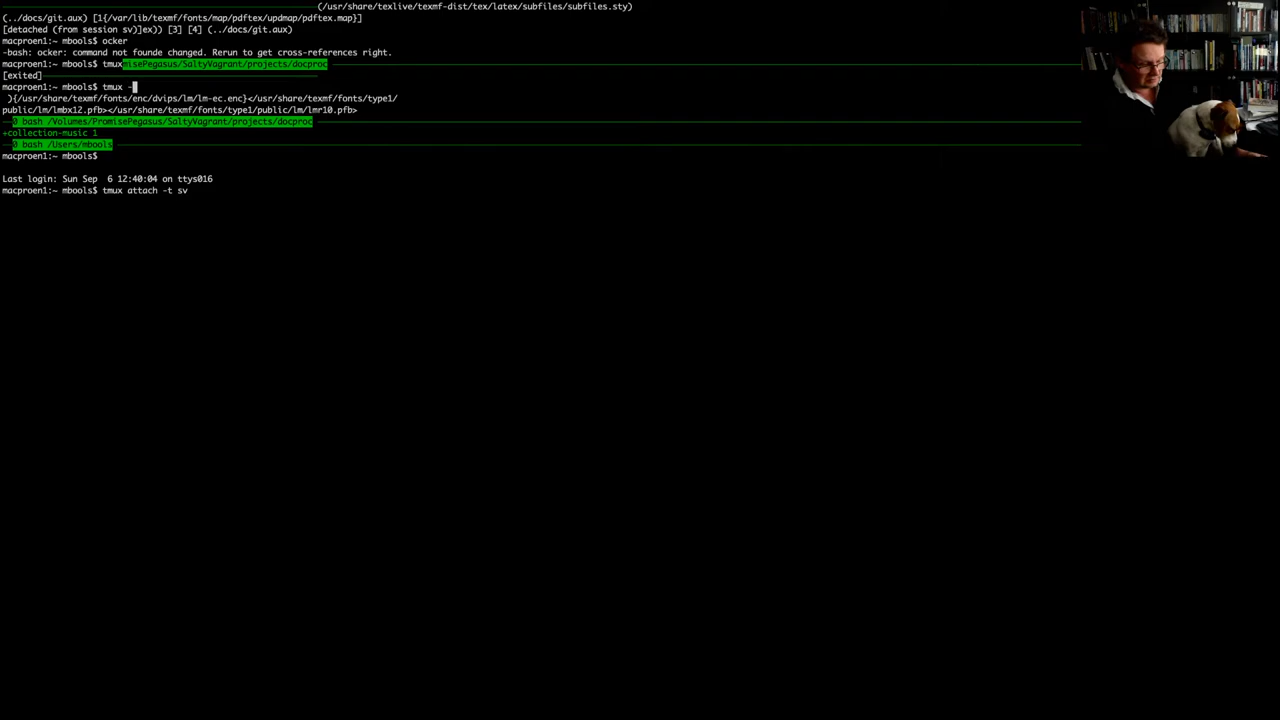 (/usr/share/texlive/texmf-dist/tex/latex/subfiles/subfiles.sty)
(../docs/git.aux) [1{/var/lib/texmf/fonts/map/pdftex/updmap/pdftex.map}]
[detached (from session sv)]ex)) [3] [4] (../docs/git.aux)
macproen1:~ mbools$ ocker
-bash: ocker: command not founde changed. Rerun to get cross-references right.
macproen1:~ mbools$ tmuxmisePegasus/SaltyVagrant/projects/docproc
[exited]
macproen1:~ mbools$ tmux -
){/usr/share/texmf/fonts/enc/dvips/lm/lm-ec.enc}</usr/share/texmf/fonts/type1/
public/lm/lmbx12.pfb></usr/share/texmf/fonts/type1/public/lm/lmr10.pfb>
0 bash /Volumes/PromisePegasus/SaltyVagrant/projects/docproc
+collection-music 1
0 bash /Users/mbools
macproen1:~ mbools$
Last login: Sun Sep  6 12:40:04 on ttys016
macproen1:~ mbools$ tmux attach -t sv